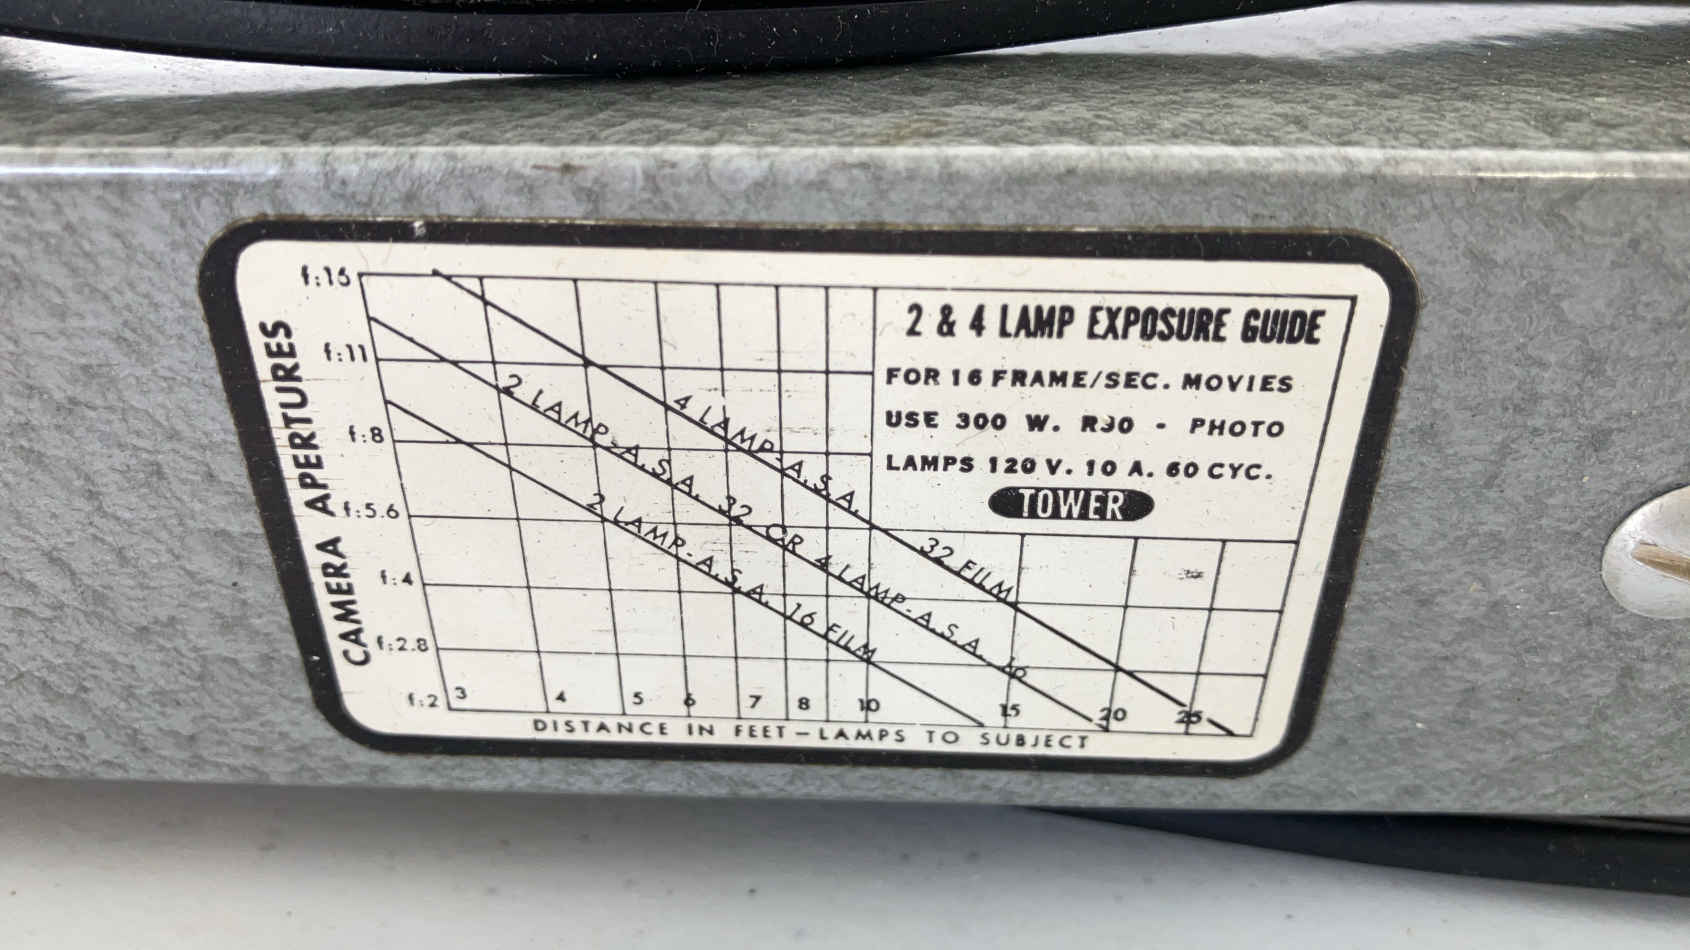 2 & 4 LAMP EXPOSURE GUIDE
FOR 16 FRAME/SEC. MOVIES
USE 300 W. R30 - PHOTO
LAMPS 120 V. 10 A. 60 CYC.
TOWER
CAMERA APERTURES
f:16
f:11
f:8
f:5.6
f:4
f:2.8
f:2
4 LAMP-A.S.A. 32 FILM
2 LAMP-A.S.A. 32 OR 4 LAMP-A.S.A. 16
2 LAMP-A.S.A. 16 FILM
3 4 5 6 7 8 10 15 20 25
DISTANCE IN FEET-LAMPS TO SUBJECT